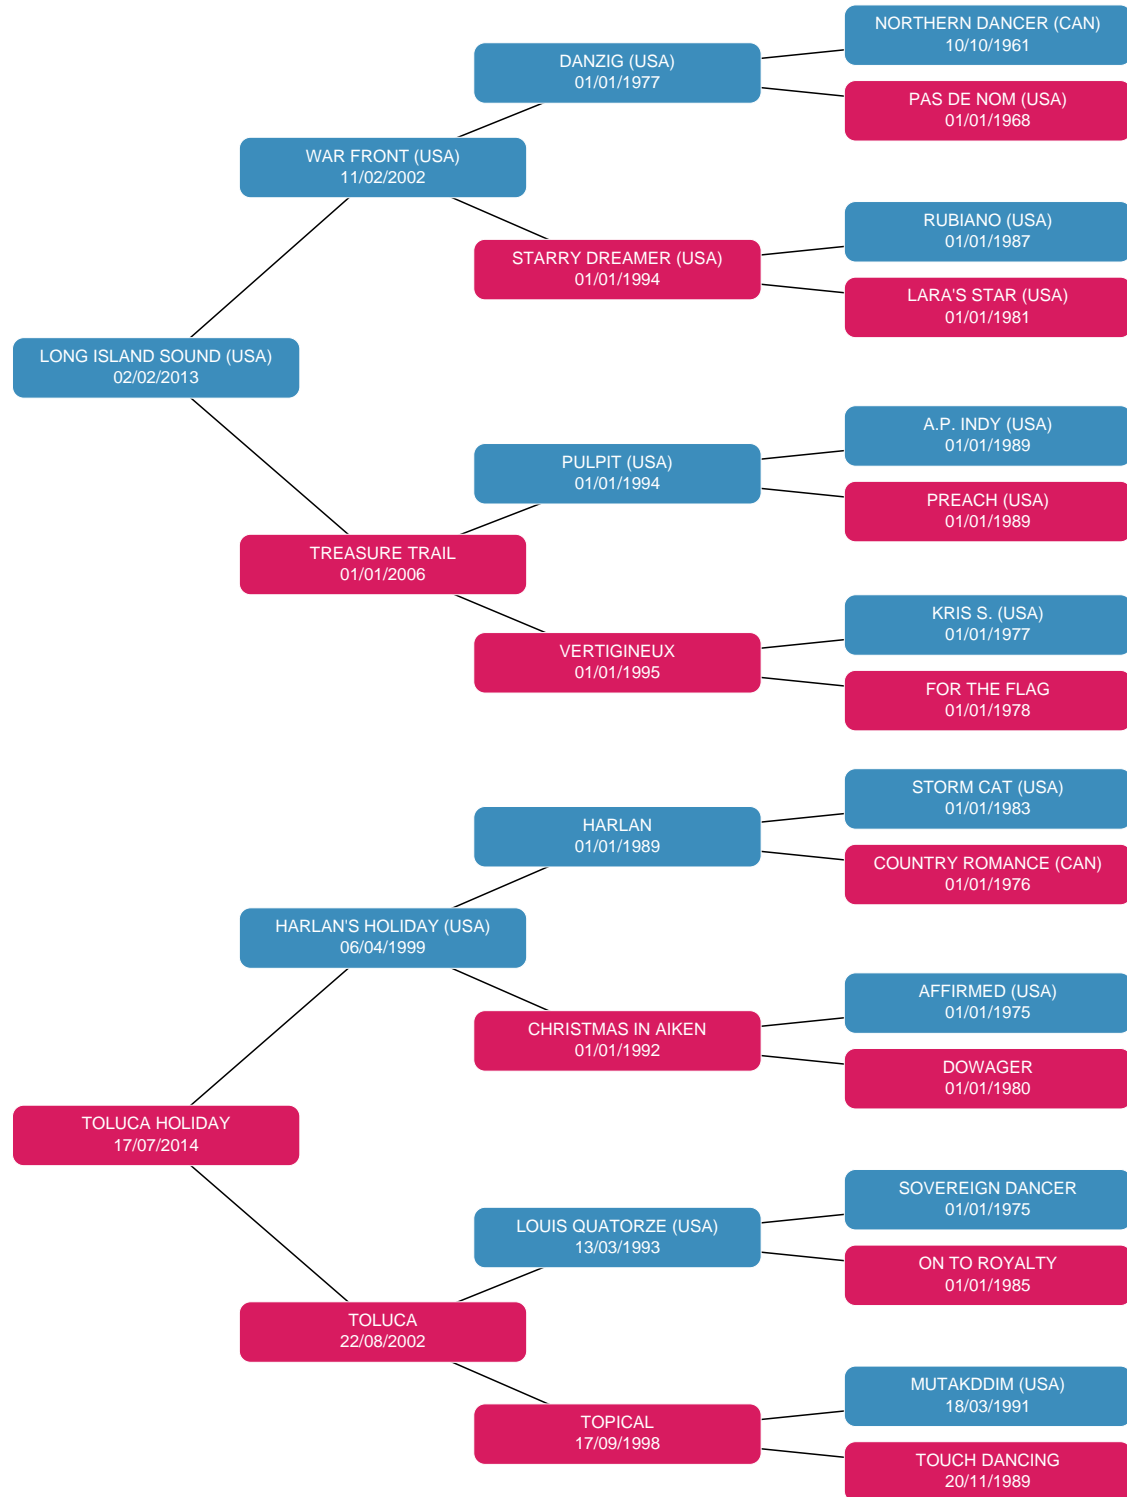 NORTHERN DANCER (CAN)
10/10/1961
DANZIG (USA)
01/01/1977
PAS DE NOM (USA)
01/01/1968
WAR FRONT (USA)
11/02/2002
RUBIANO (USA)
01/01/1987
STARRY DREAMER (USA)
01/01/1994
LARA'S STAR (USA)
01/01/1981
LONG ISLAND SOUND (USA)
02/02/2013
A.P. INDY (USA)
01/01/1989
PULPIT (USA)
01/01/1994
PREACH (USA)
01/01/1989
TREASURE TRAIL
01/01/2006
KRIS S. (USA)
01/01/1977
VERTIGINEUX
01/01/1995
FOR THE FLAG
01/01/1978
STORM CAT (USA)
01/01/1983
HARLAN
01/01/1989
COUNTRY ROMANCE (CAN)
01/01/1976
HARLAN'S HOLIDAY (USA)
06/04/1999
AFFIRMED (USA)
01/01/1975
CHRISTMAS IN AIKEN
01/01/1992
DOWAGER
01/01/1980
TOLUCA HOLIDAY
17/07/2014
SOVEREIGN DANCER
01/01/1975
LOUIS QUATORZE (USA)
13/03/1993
ON TO ROYALTY
01/01/1985
TOLUCA
22/08/2002
MUTAKDDIM (USA)
18/03/1991
TOPICAL
17/09/1998
TOUCH DANCING
20/11/1989